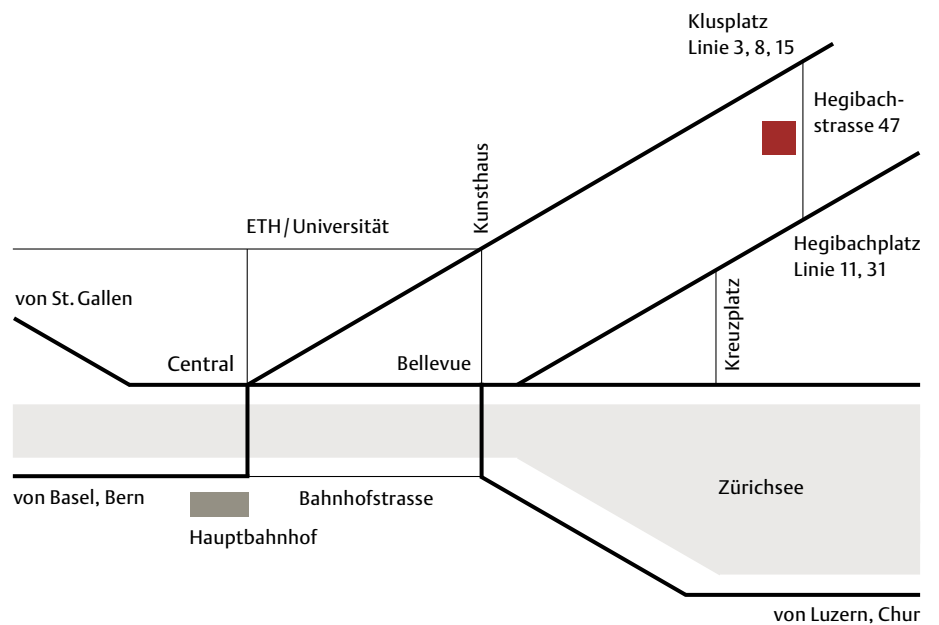 Klusplatz
Linie 3, 8, 15
Hegibach-
strasse 47
Kunsthaus
ETH / Universität
Hegibachplatz
Linie 11, 31
von St. Gallen
Kreuzplatz
Central
Bellevue
Zürichsee
von Basel, Bern
Bahnhofstrasse
Hauptbahnhof
von Luzern, Chur